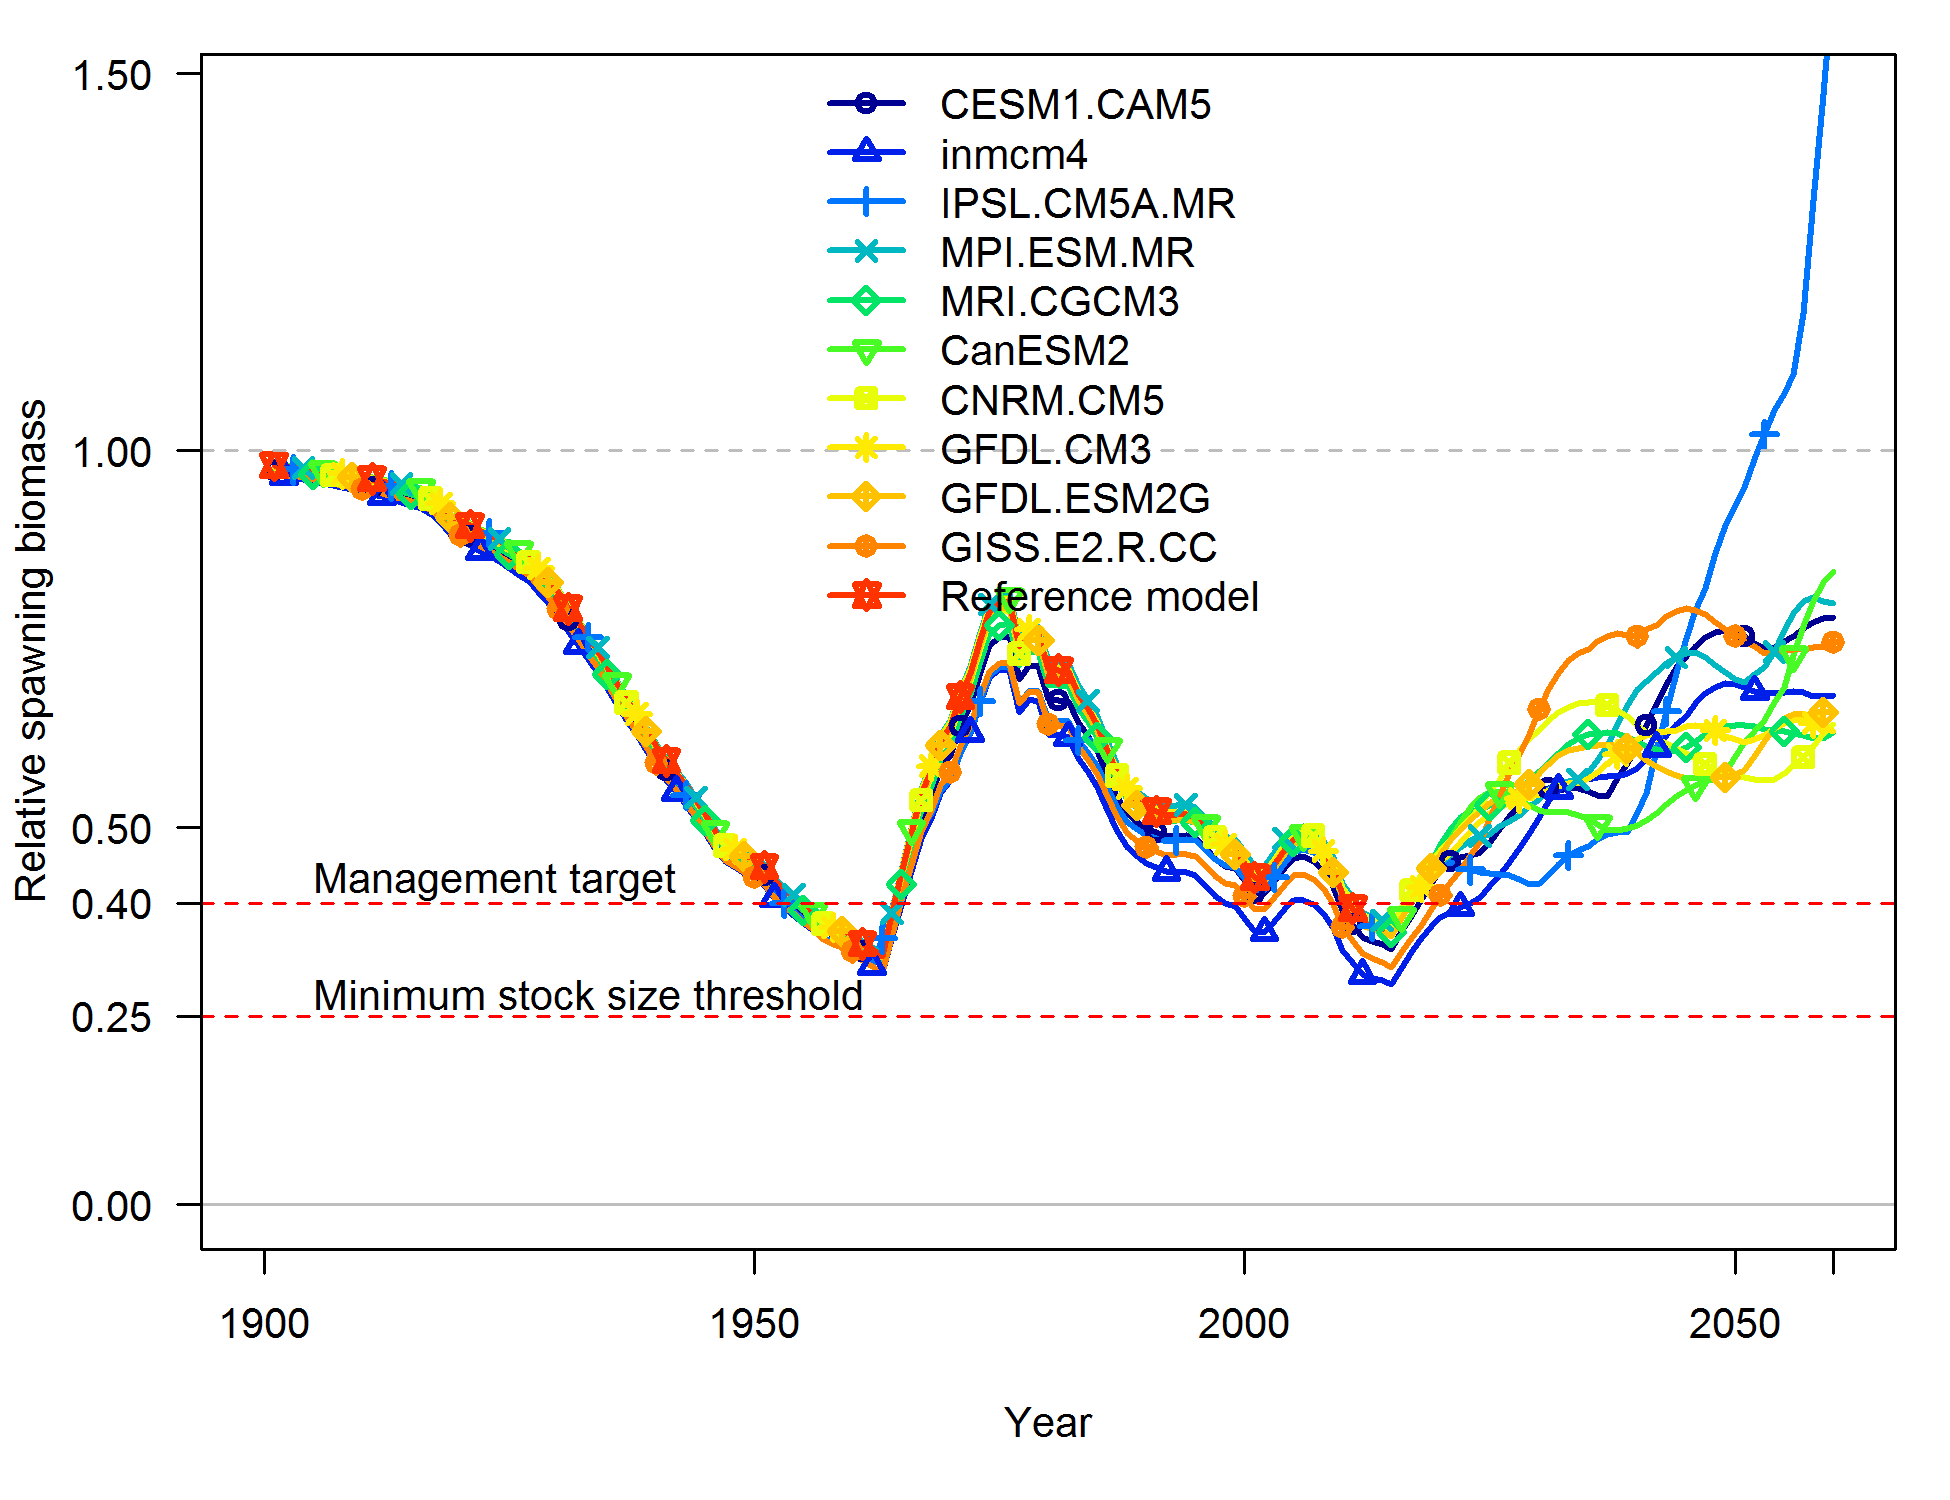 1.50
1.00
0.50
0.40
0.25
0.00
Relative spawning biomass
CESM1.CAM5
inmcm4
IPSL.CM5A.MR
MPI.ESM.MR
MRI.CGCM3
CanESM2
CNRM.CM5
GFDL.CM3
GFDL.ESM2G
GISS.E2.R.CC
Reference model
Management target
Minimum stock size threshold
1900
1950
2000
2050
Year